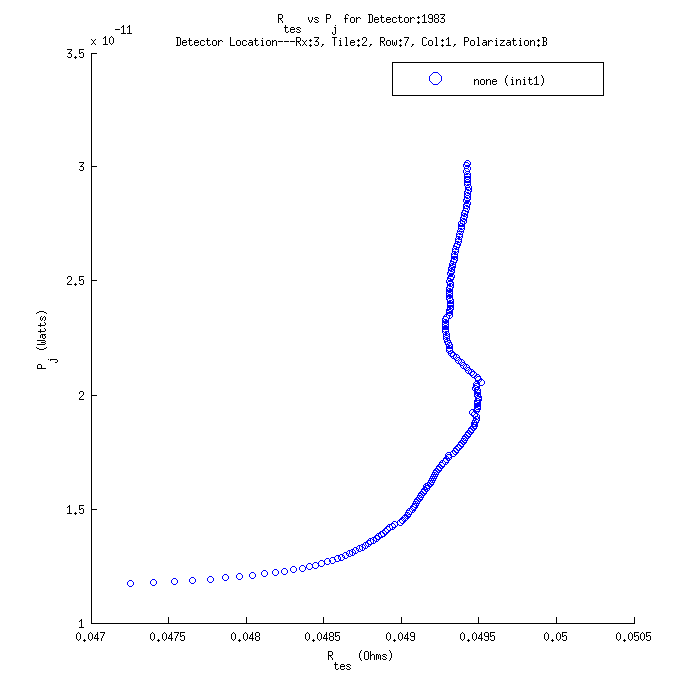 R_tes vs P_j for Detector:1983
Detector Location---Rx:3, Tile:2, Row:7, Col:1, Polarization:B
x 10^-11
none (init1)
3.5
3
2.5
2
1.5
1
P_j (Watts)
0.047 0.0475 0.048 0.0485 0.049 0.0495 0.05 0.0505
R_tes (Ohms)